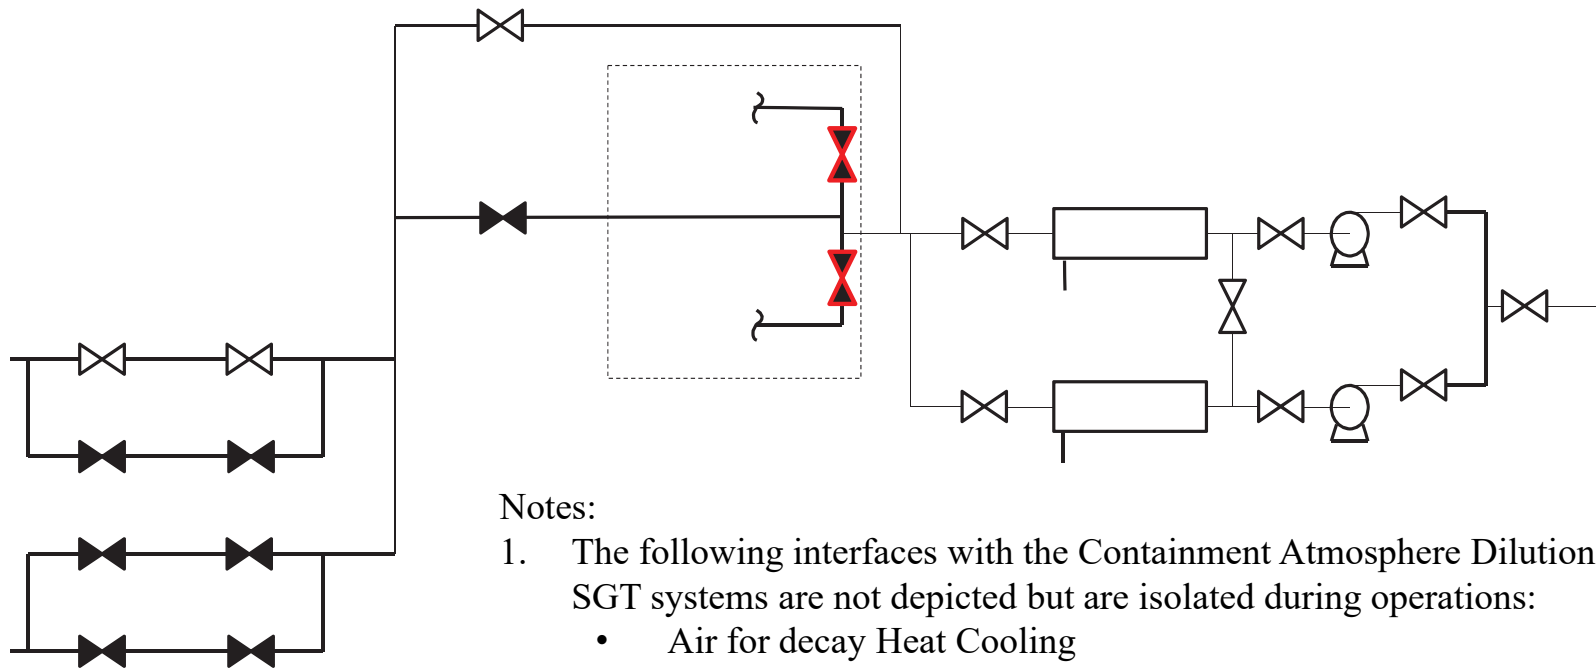 Notes:
1. The following interfaces with the Containment Atmosphere Dilution
SGT systems are not depicted but are isolated during operations:
• Air for decay Heat Cooling